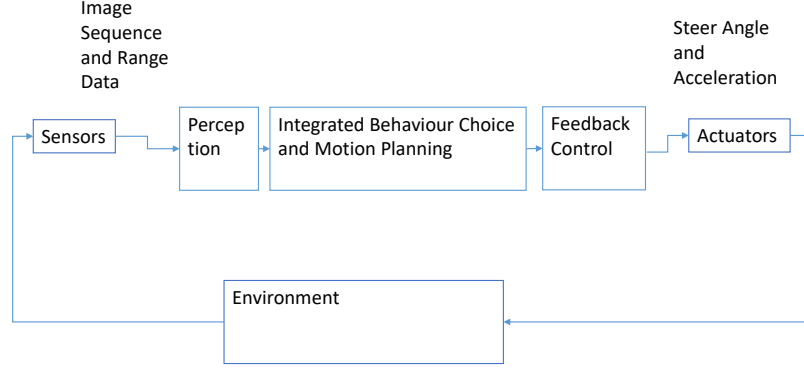 Image
Sequence
and Range
Data
Steer Angle
and
Acceleration
Sensors
Percep
tion
Integrated Behaviour Choice
and Motion Planning
Feedback
Control
Actuators
Environment